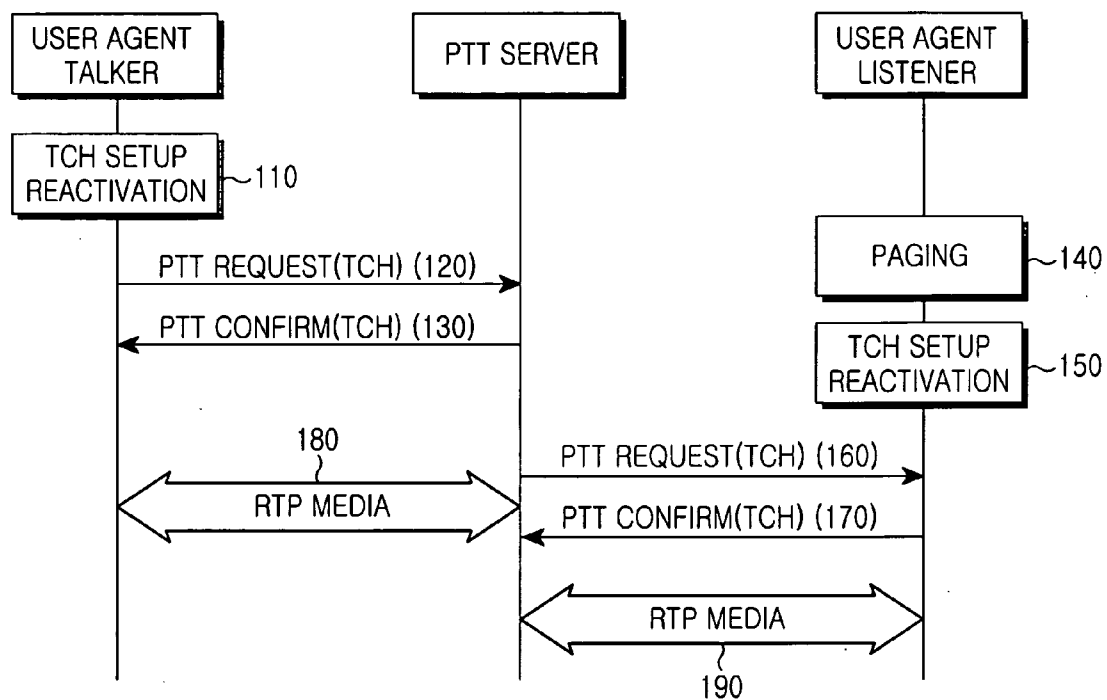 USER AGENT
TALKER
PTT SERVER
USER AGENT
LISTENER
TCH SETUP
REACTIVATION
110
PTT REQUEST(TCH) (120)
PAGING
140
PTT CONFIRM(TCH) (130)
TCH SETUP
REACTIVATION
150
180
RTP MEDIA
PTT REQUEST(TCH) (160)
PTT CONFIRM(TCH) (170)
RTP MEDIA
190